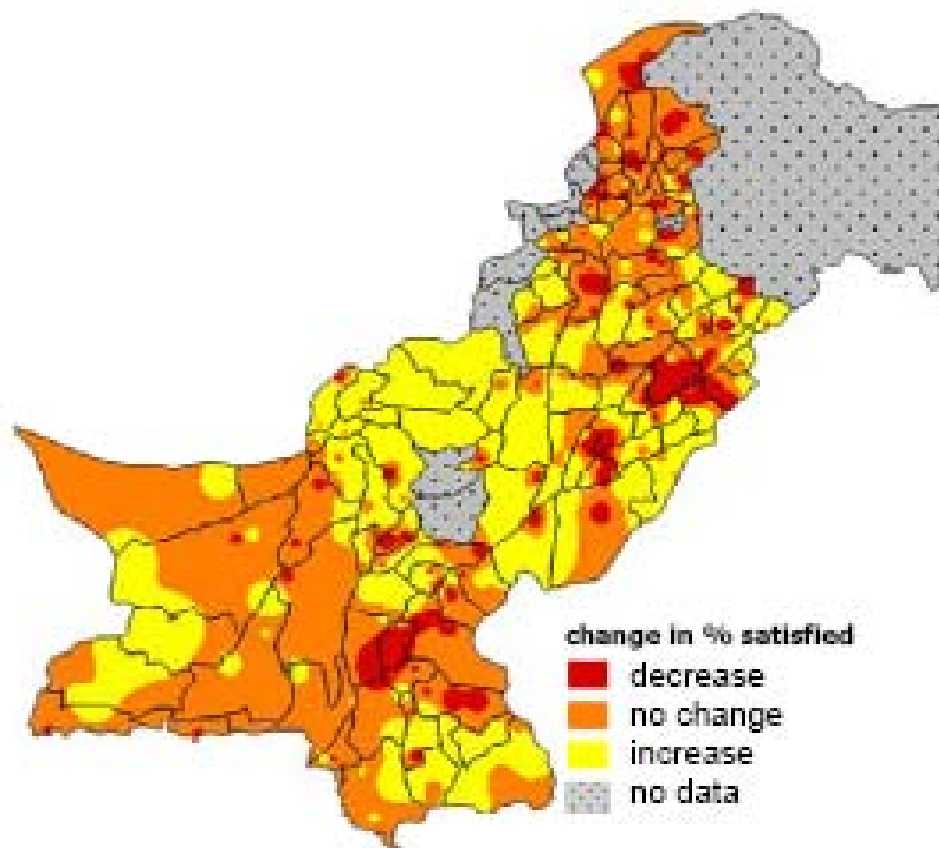 change in % satisfied
decrease
no change
increase
no data